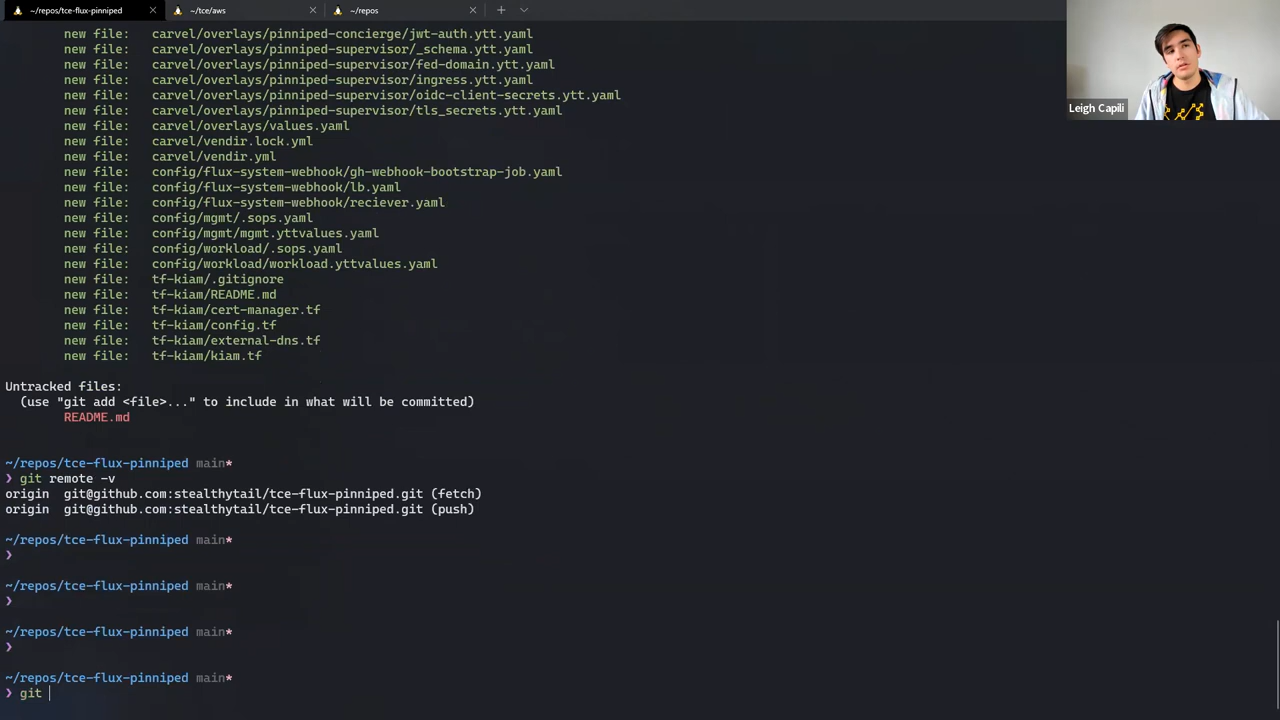 ~/repos/tce-flux-pinniped
~/tce/aws
~/repos
new file: carvel/overlays/pinniped-concierge/jwt-auth.ytt.yaml
new file: carvel/overlays/pinniped-supervisor/_schema.ytt.yaml
new file: carvel/overlays/pinniped-supervisor/fed-domain.ytt.yaml
new file: carvel/overlays/pinniped-supervisor/ingress.ytt.yaml
new file: carvel/overlays/pinniped-supervisor/oidc-client-secrets.ytt.yaml
new file: carvel/overlays/pinniped-supervisor/tls_secrets.ytt.yaml
new file: carvel/overlays/values.yaml
new file: carvel/vendir.lock.yml
new file: carvel/vendir.yml
new file: config/flux-system-webhook/gh-webhook-bootstrap-job.yaml
new file: config/flux-system-webhook/lb.yaml
new file: config/flux-system-webhook/reciever.yaml
new file: config/mgmt/.sops.yaml
new file: config/mgmt/mgmt.yttvalues.yaml
new file: config/workload/.sops.yaml
new file: config/workload/workload.yttvalues.yaml
new file: tf-kiam/.gitignore
new file: tf-kiam/README.md
new file: tf-kiam/cert-manager.tf
new file: tf-kiam/config.tf
new file: tf-kiam/external-dns.tf
new file: tf-kiam/kiam.tf
Untracked files:
(use "git add <file>..." to include in what will be committed)
README.md
~/repos/tce-flux-pinniped main*
❯ git remote -v
origin git@github.com:stealthytail/tce-flux-pinniped.git (fetch)
origin git@github.com:stealthytail/tce-flux-pinniped.git (push)
~/repos/tce-flux-pinniped main*
❯
~/repos/tce-flux-pinniped main*
❯
~/repos/tce-flux-pinniped main*
❯
~/repos/tce-flux-pinniped main*
❯ git
Leigh Capili